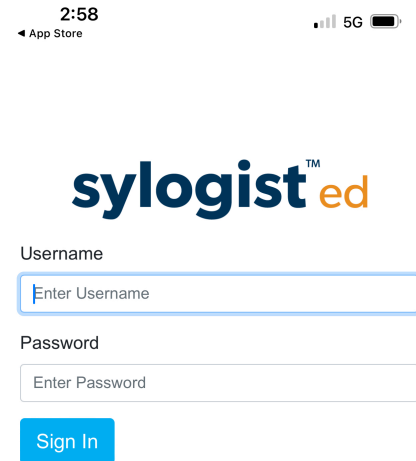 2:58
5G
◀ App Store
sylogist™ ed
Username
Enter Username
Password
Enter Password
Sign In